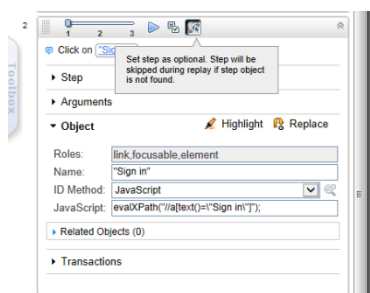 2
1 2 3
Click on "Si
Set step as optional. Step will
be skipped during replay if step object
is not found.
Toolbox
Step
Arguments
Object
Highlight
Replace
Roles: link,focusable,element
Name: "Sign in"
ID Method: JavaScript
JavaScript: evalXPath("//a[text()=\"Sign in\"]");
Related Objects (0)
Transactions